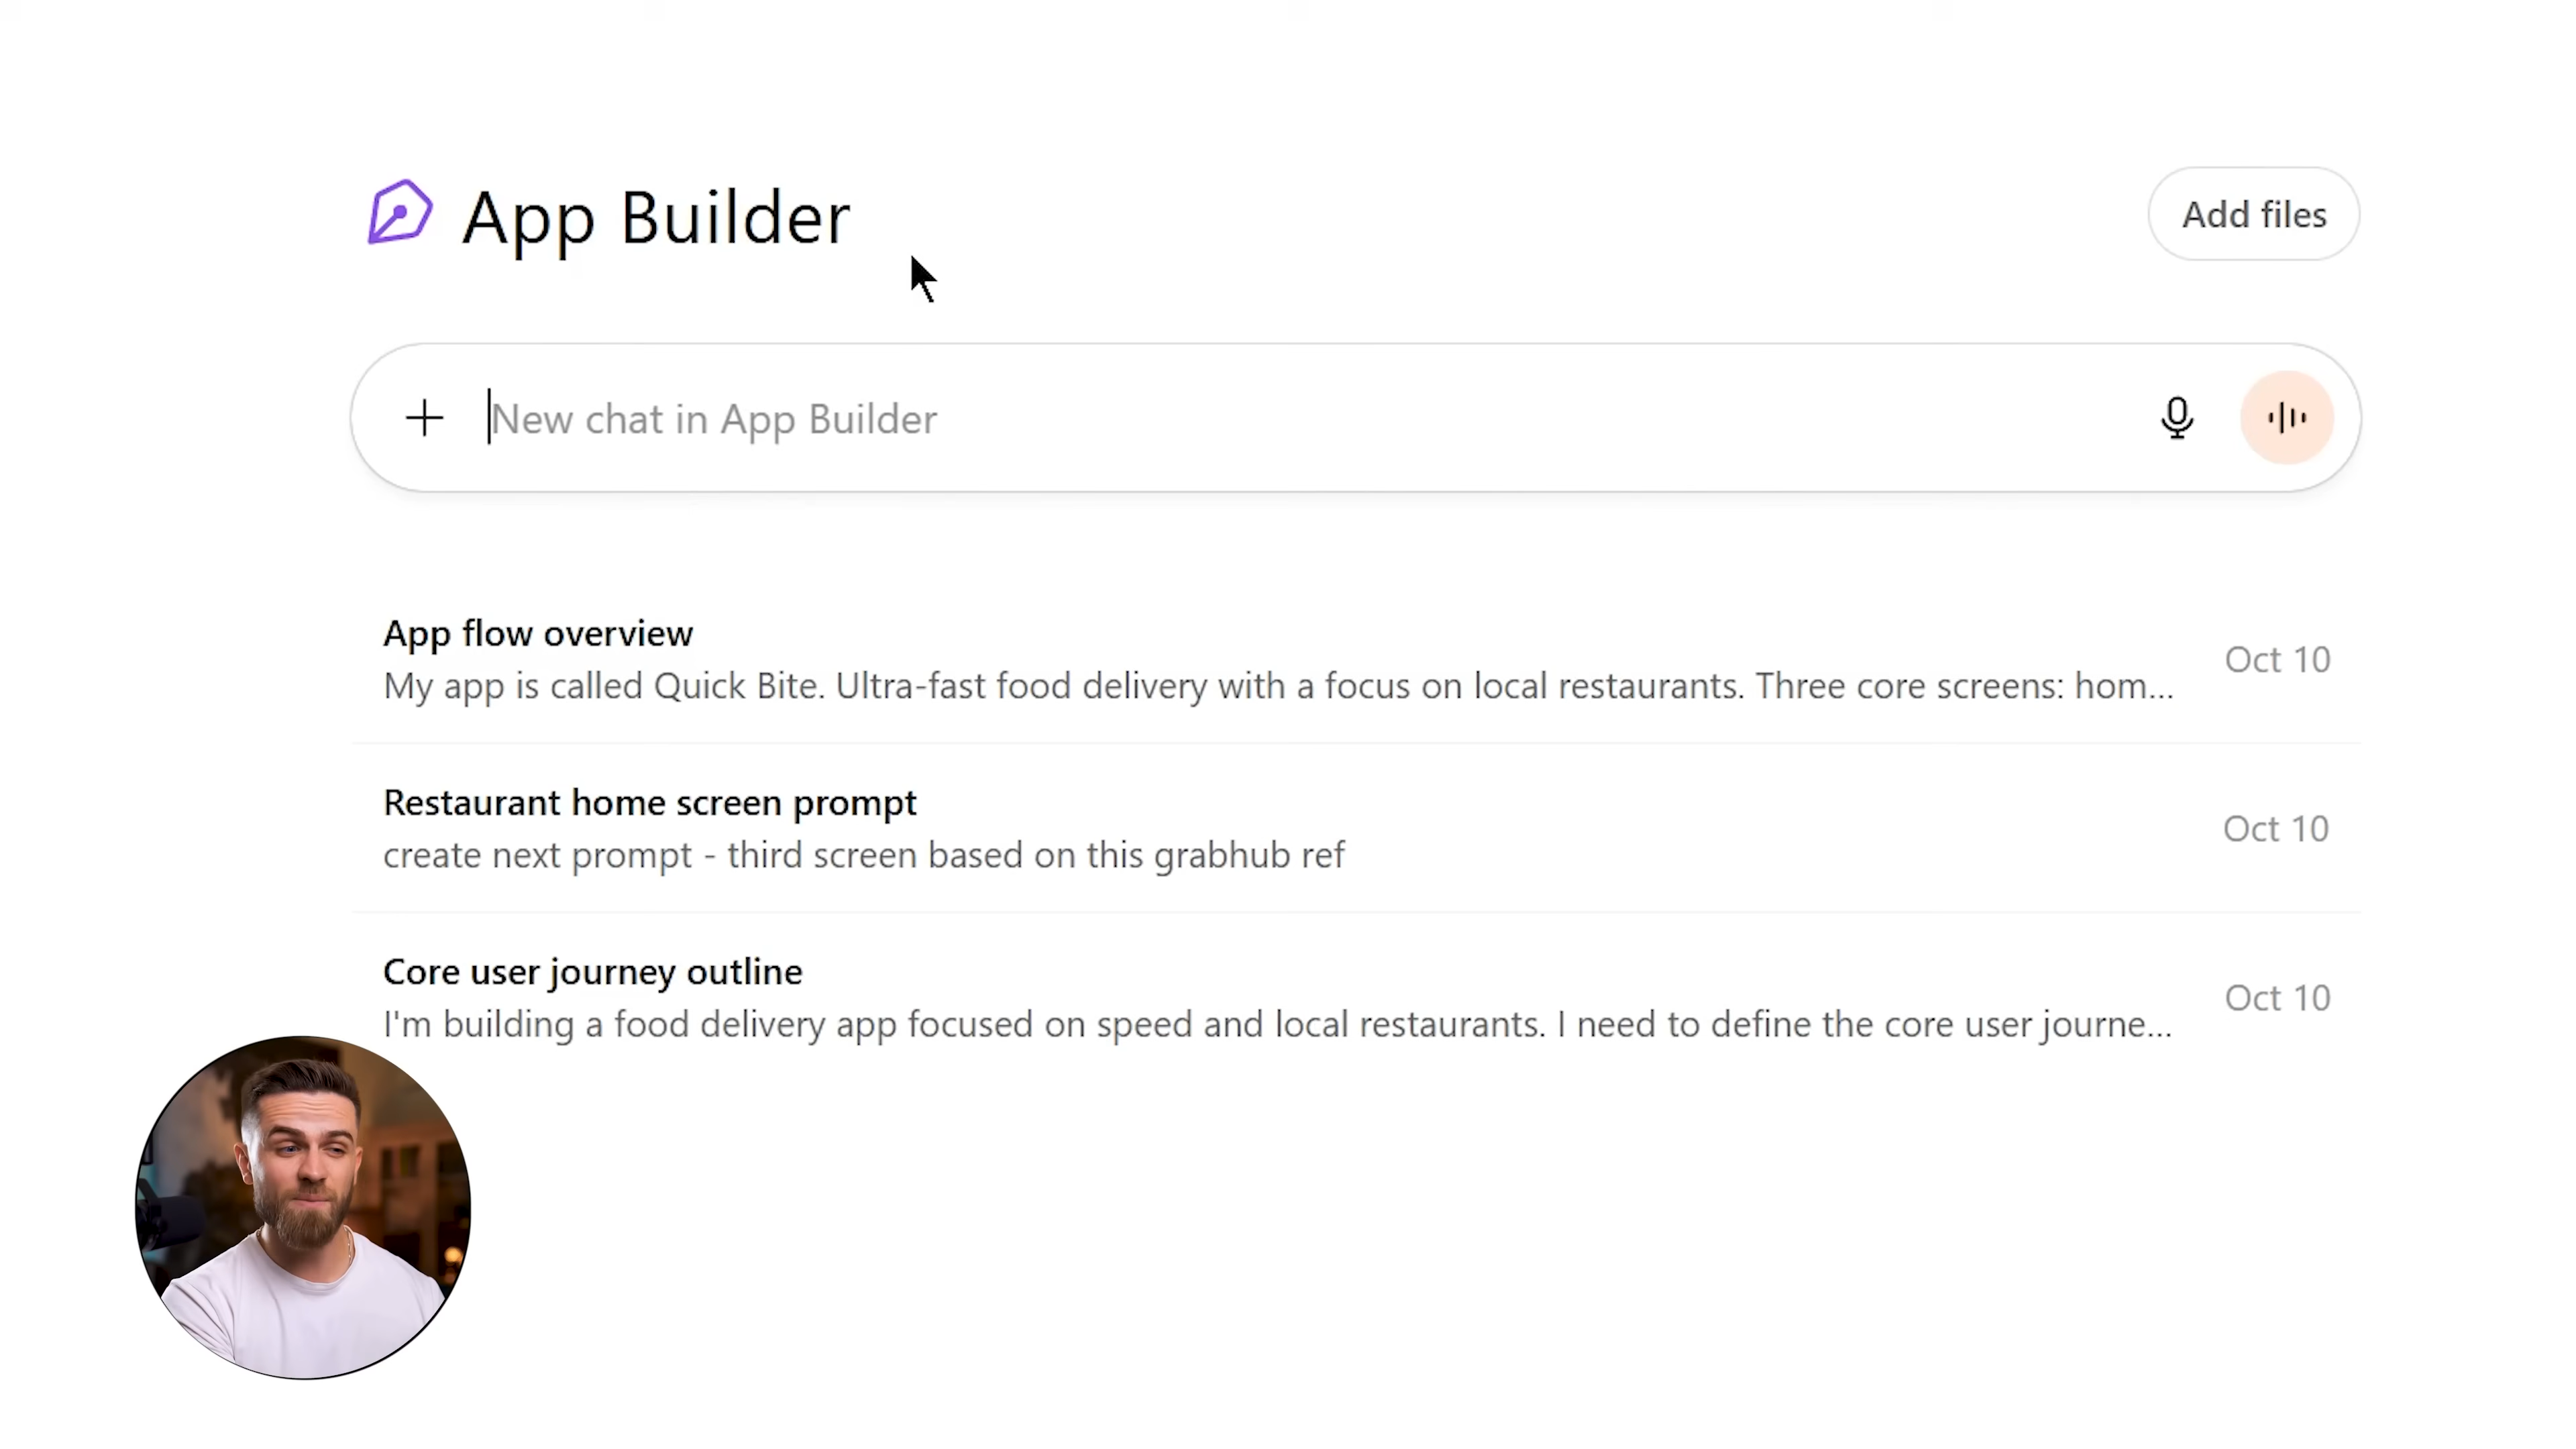 App Builder
Add files
New chat in App Builder
App flow overview
My app is called Quick Bite. Ultra-fast food delivery with a focus on local restaurants. Three core screens: hom...
Oct 10
Restaurant home screen prompt
create next prompt - third screen based on this grabhub ref
Oct 10
Core user journey outline
I'm building a food delivery app focused on speed and local restaurants. I need to define the core user journe...
Oct 10